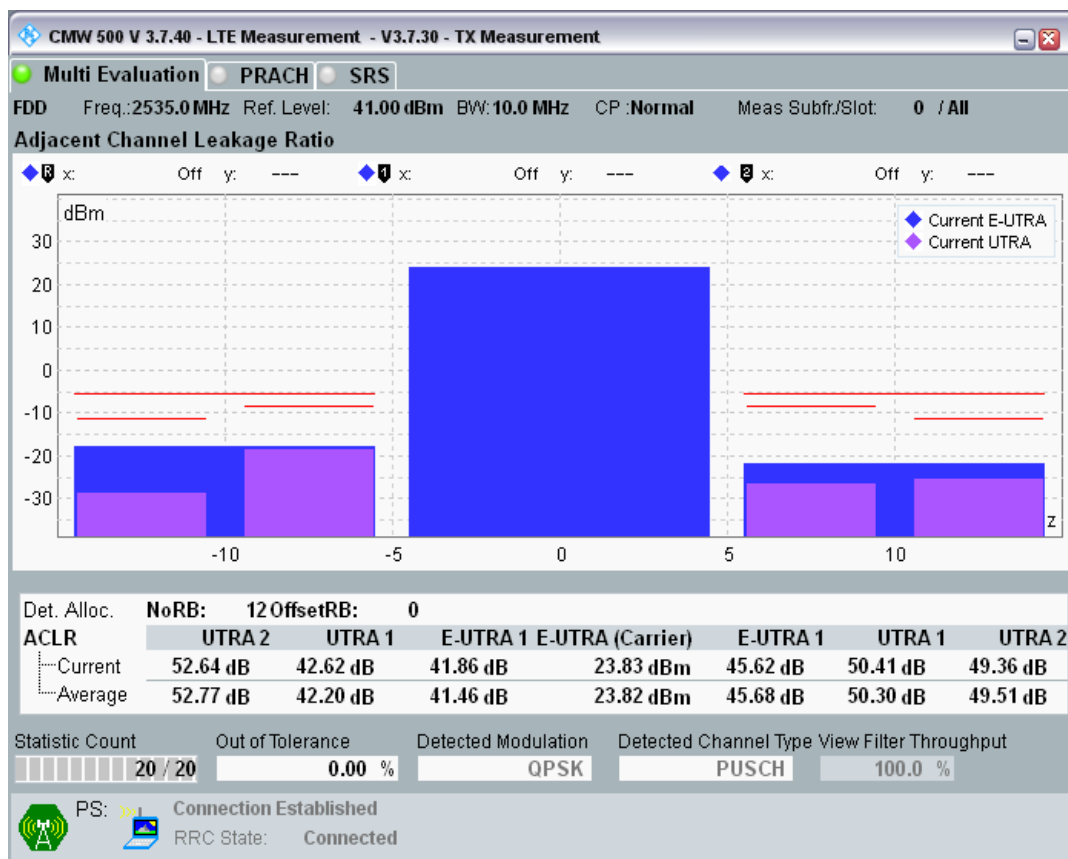 CMW 500 V 3.7.40 - LTE Measurement - V3.7.30 - TX Measurement
Multi Evaluation PRACH SRS
FDD Freq.:2535.0 MHz Ref. Level: 41.00 dBm BW: 10.0 MHz CP :Normal Meas Subfr./Slot: 0 / All
Adjacent Channel Leakage Ratio
R x: Off y: --- 1 x: Off y: --- 2 x: Off y: ---
dBm
Current E-UTRA
Current UTRA
30
20
10
0
-10
-20
-30
z
-10 -5 0 5 10
Det. Alloc. NoRB: 12 OffsetRB: 0
ACLR UTRA 2 UTRA 1 E-UTRA 1 E-UTRA (Carrier) E-UTRA 1 UTRA 1 UTRA 2
Current 52.64 dB 42.62 dB 41.86 dB 23.83 dBm 45.62 dB 50.41 dB 49.36 dB
Average 52.77 dB 42.20 dB 41.46 dB 23.82 dBm 45.68 dB 50.30 dB 49.51 dB
Statistic Count Out of Tolerance Detected Modulation Detected Channel Type View Filter Throughput
20 / 20 0.00 % QPSK PUSCH 100.0 %
PS: Connection Established
RRC State: Connected